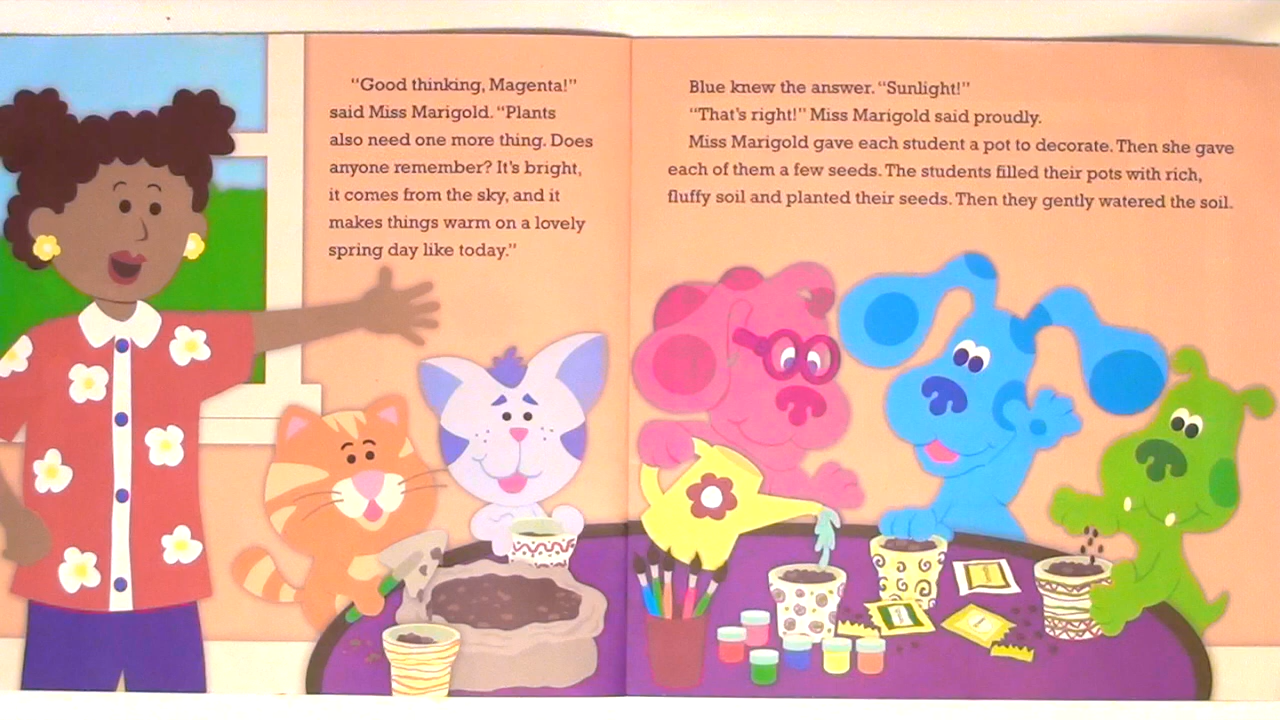 "Good thinking, Magenta!"
said Miss Marigold. "Plants
also need one more thing. Does
anyone remember? It's bright,
it comes from the sky, and it
makes things warm on a lovely
spring day like today."
Blue knew the answer. "Sunlight!"
"That's right!" Miss Marigold said proudly.
Miss Marigold gave each student a pot to decorate. Then she gave
each of them a few seeds. The students filled their pots with rich,
fluffy soil and planted their seeds. Then they gently watered the soil.